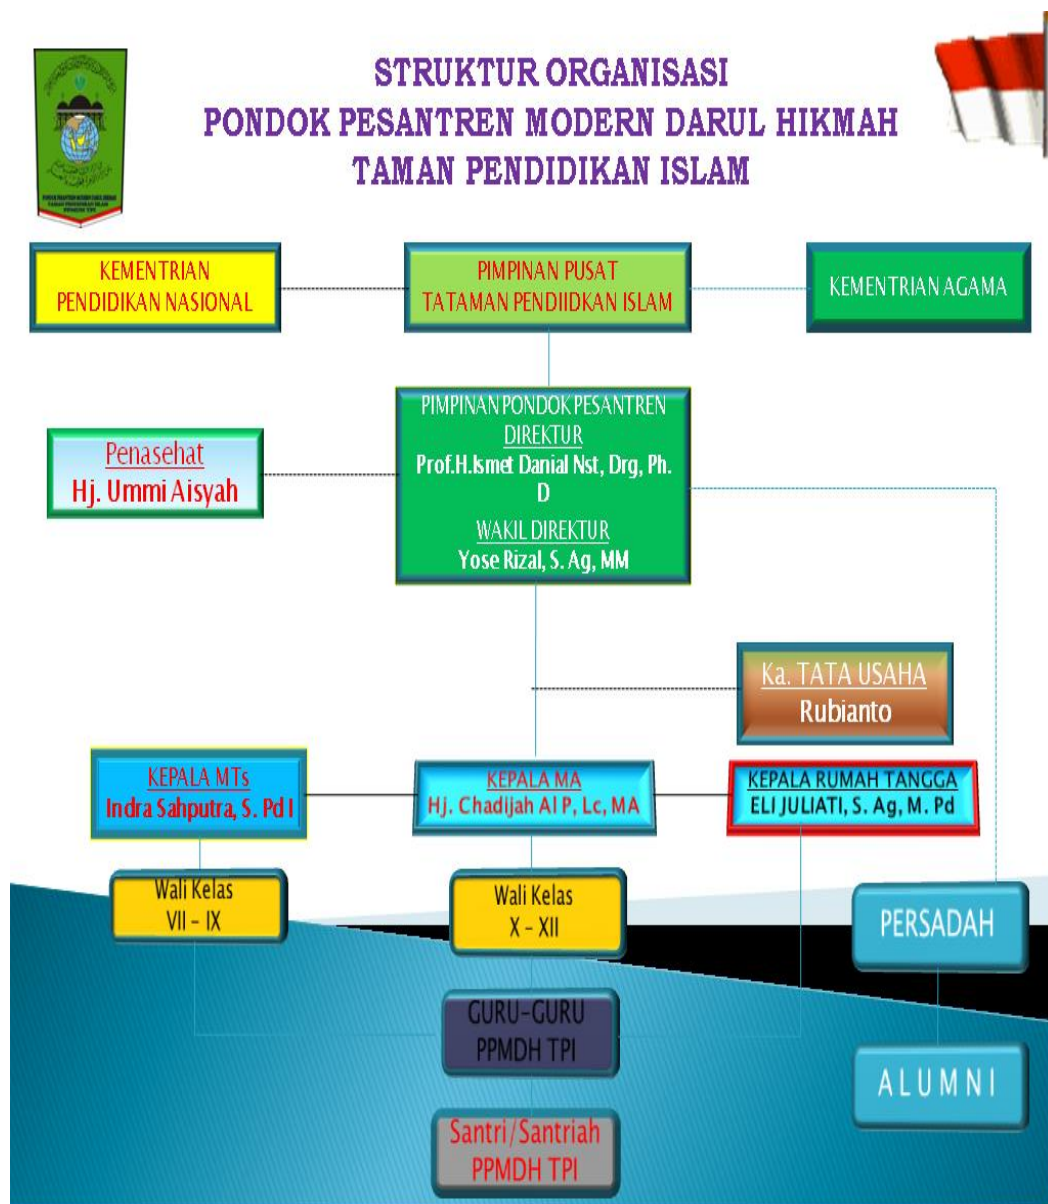 STRUKTUR ORGANISASI
PONDOK PESANTREN MODERN DARUL HIKMAH
TAMAN PENDIDIKAN ISLAM
KEMENTRIAN
PENDIDIKAN NASIONAL
PIMPINAN PUSAT
TATAMAN PENDIIDKAN ISLAM
KEMENTRIAN AGAMA
PIMPINAN PONDOK PESANTREN
DIREKTUR
Prof.H.Ismet Danial Nst, Drg, Ph.
D
WAKIL DIREKTUR
Yose Rizal, S. Ag, MM
Penasehat
Hj. Ummi Aisyah
Ka. TATA USAHA
Rubianto
KEPALA MTs
Indra Sahputra, S. Pd I
KEPALA MA
Hj. Chadijah Al P, Lc, MA
KEPALA RUMAH TANGGA
ELI JULIATI, S. Ag, M. Pd
Wali Kelas
VII – IX
Wali Kelas
X – XII
PERSADAH
GURU-GURU
PPMDH TPI
ALUMNI
Santri/Santriah
PPMDH TPI